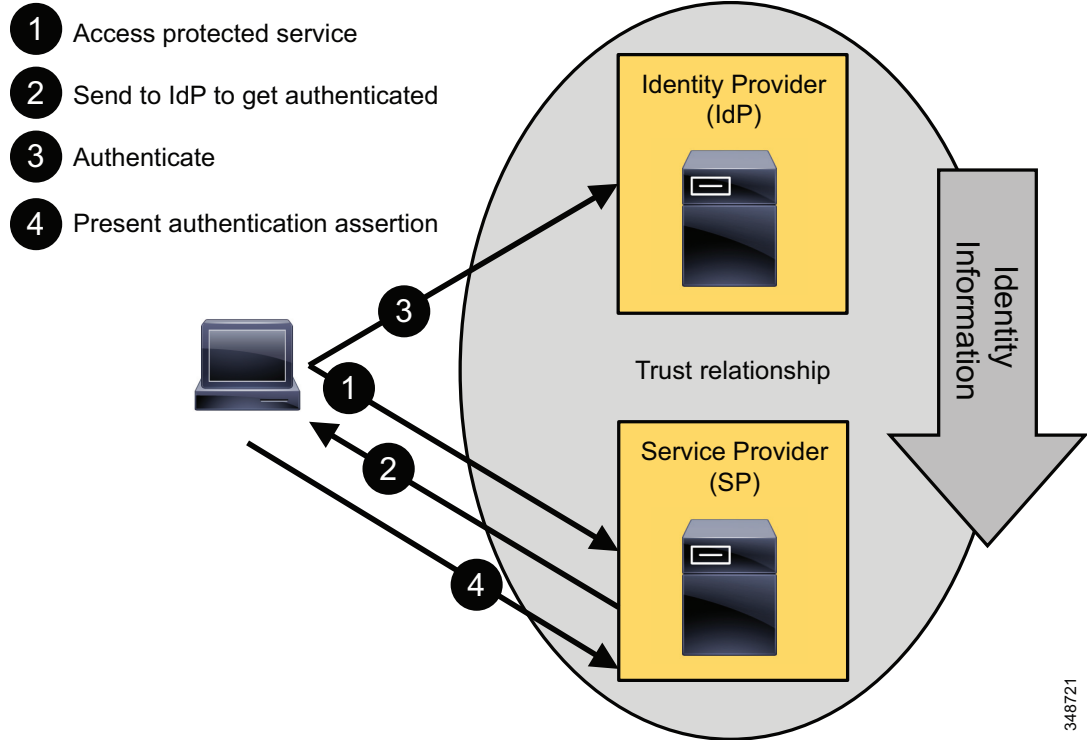 1 Access protected service
2 Send to IdP to get authenticated
3 Authenticate
4 Present authentication assertion
Identity Provider
(IdP)
Identity
Information
3
Trust relationship
1
Service Provider
(SP)
2
4
348721